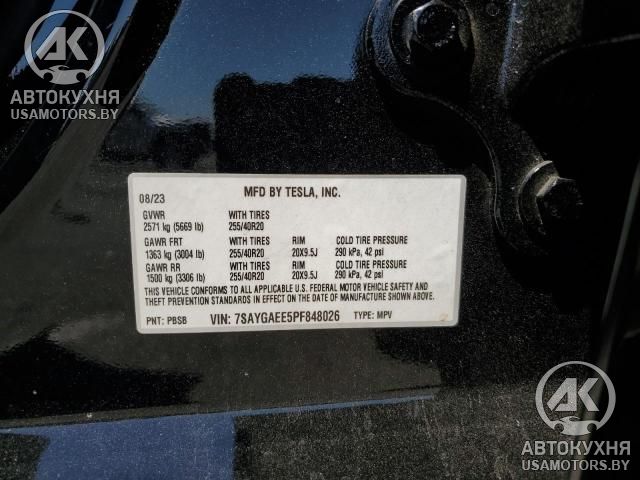 АК
АВТОКУХНЯ
USAMOTORS.BY
MFD BY TESLA, INC.
08/23
GVWR WITH TIRES
2571 kg (5669 lb) 255/40R20
GAWR FRT WITH TIRES RIM COLD TIRE PRESSURE
1363 kg (3004 lb) 255/40R20 20X9.5J 290 kPa, 42 psi
GAWR RR WITH TIRES RIM COLD TIRE PRESSURE
1500 kg (3306 lb) 255/40R20 20X9.5J 290 kPa, 42 psi
THIS VEHICLE CONFORMS TO ALL APPLICABLE U.S. FEDERAL MOTOR VEHICLE SAFETY AND
THEFT PREVENTION STANDARDS IN EFFECT ON THE DATE OF MANUFACTURE SHOWN ABOVE.
PNT: PBSB VIN: 7SAYGAEE5PF848026 TYPE: MPV
АК
АВТОКУХНЯ
USAMOTORS.BY